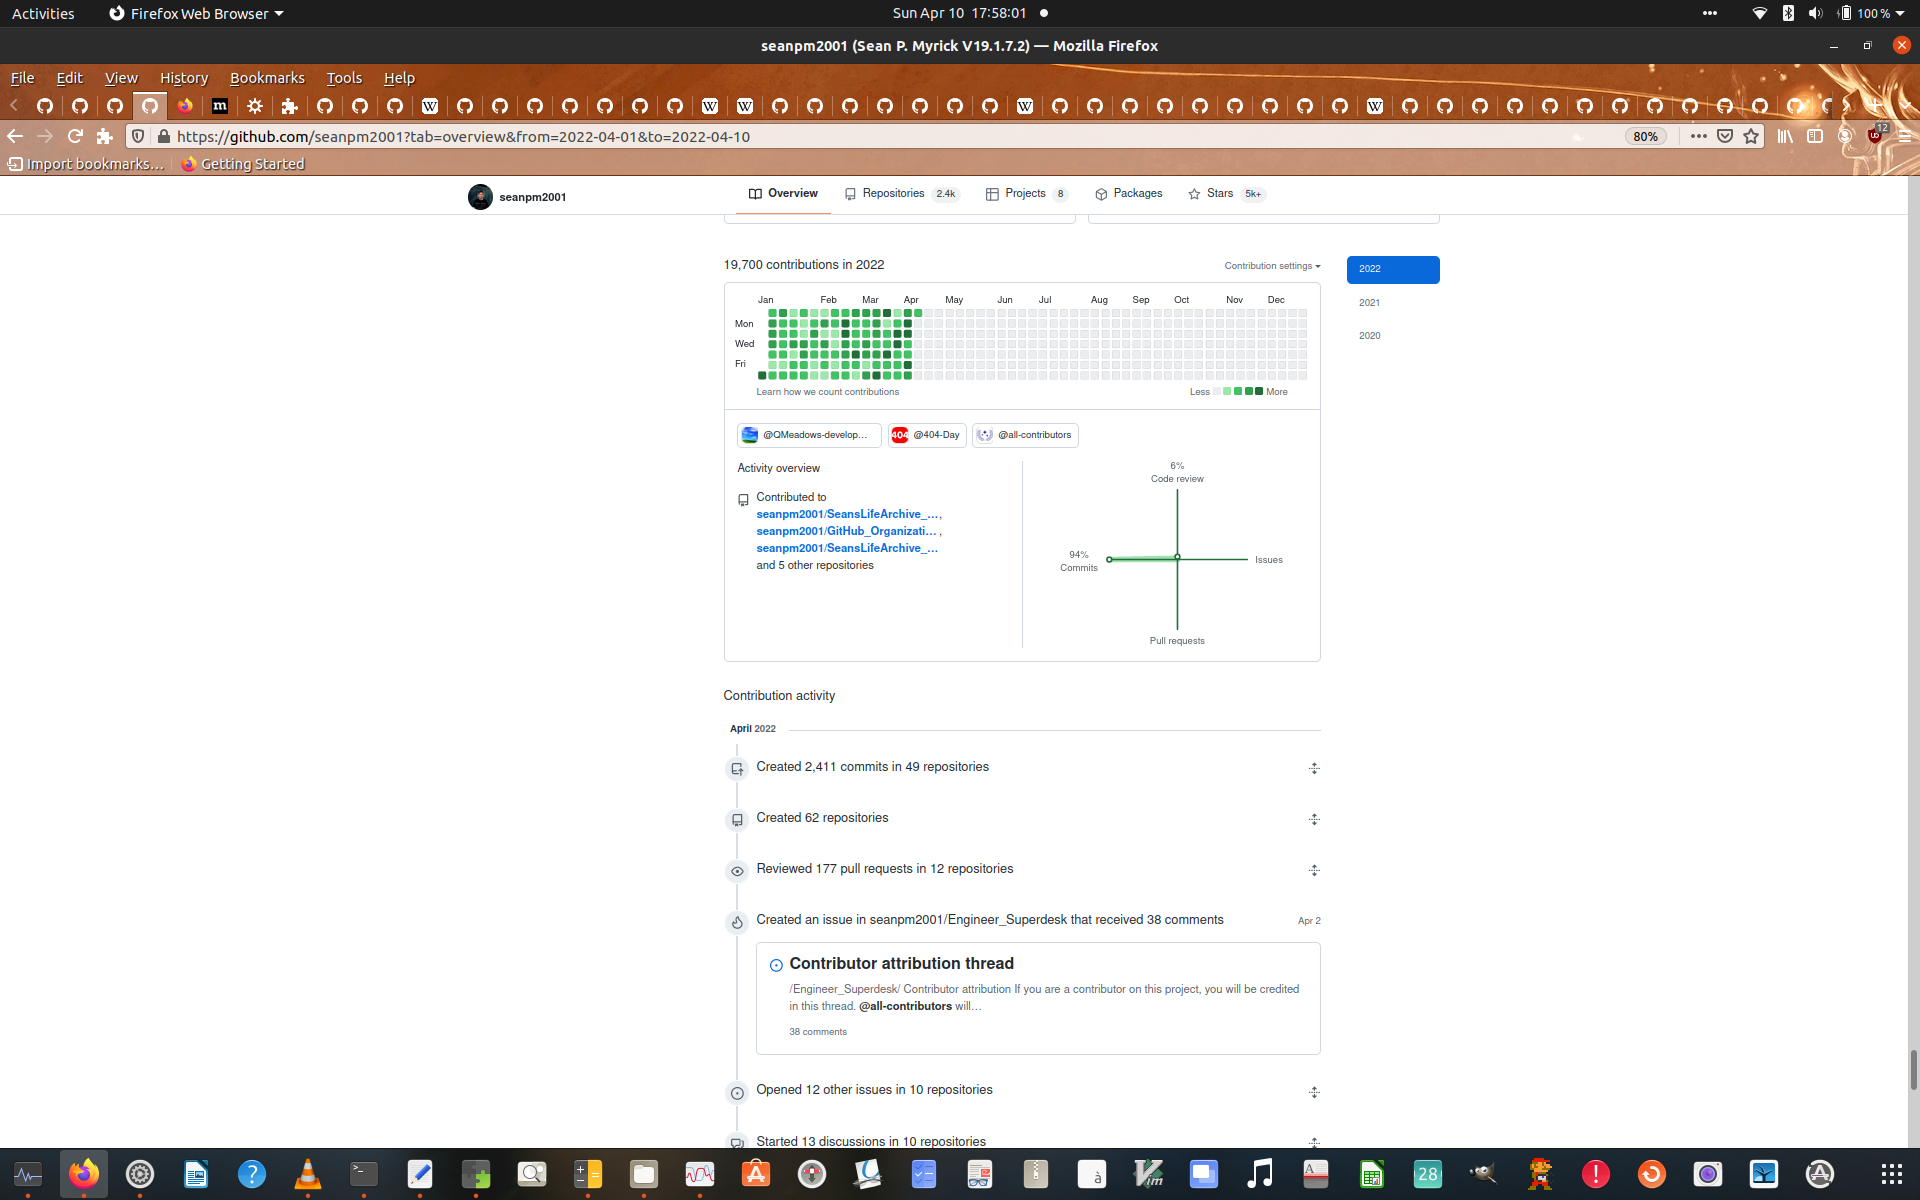 Activities
Firefox Web Browser
Sun Apr 10 17:58:01
100 %
seanpm2001 (Sean P. Myrick V19.1.7.2) — Mozilla Firefox
File Edit View History Bookmarks Tools Help
https://github.com/seanpm2001?tab=overview&from=2022-04-01&to=2022-04-10
80%
12
Import bookmarks...
Getting Started
seanpm2001
Overview
Repositories 2.4k
Projects 8
Packages
Stars 5k+
19,700 contributions in 2022
Contribution settings
2022
2021
2020
Jan Feb Mar Apr May Jun Jul Aug Sep Oct Nov Dec
Mon
Wed
Fri
Learn how we count contributions
Less More
@QMeadows-develop...
404 @404-Day
@all-contributors
Activity overview
Contributed to
seanpm2001/SeansLifeArchive_... ,
seanpm2001/GitHub_Organizati... ,
seanpm2001/SeansLifeArchive_...
and 5 other repositories
6%
Code review
94%
Commits
Issues
Pull requests
Contribution activity
April 2022
Created 2,411 commits in 49 repositories
Created 62 repositories
Reviewed 177 pull requests in 12 repositories
Created an issue in seanpm2001/Engineer_Superdesk that received 38 comments
Apr 2
Contributor attribution thread
/Engineer_Superdesk/ Contributor attribution If you are a contributor on this project, you will be credited
in this thread. @all-contributors will...
38 comments
Opened 12 other issues in 10 repositories
Started 13 discussions in 10 repositories
28